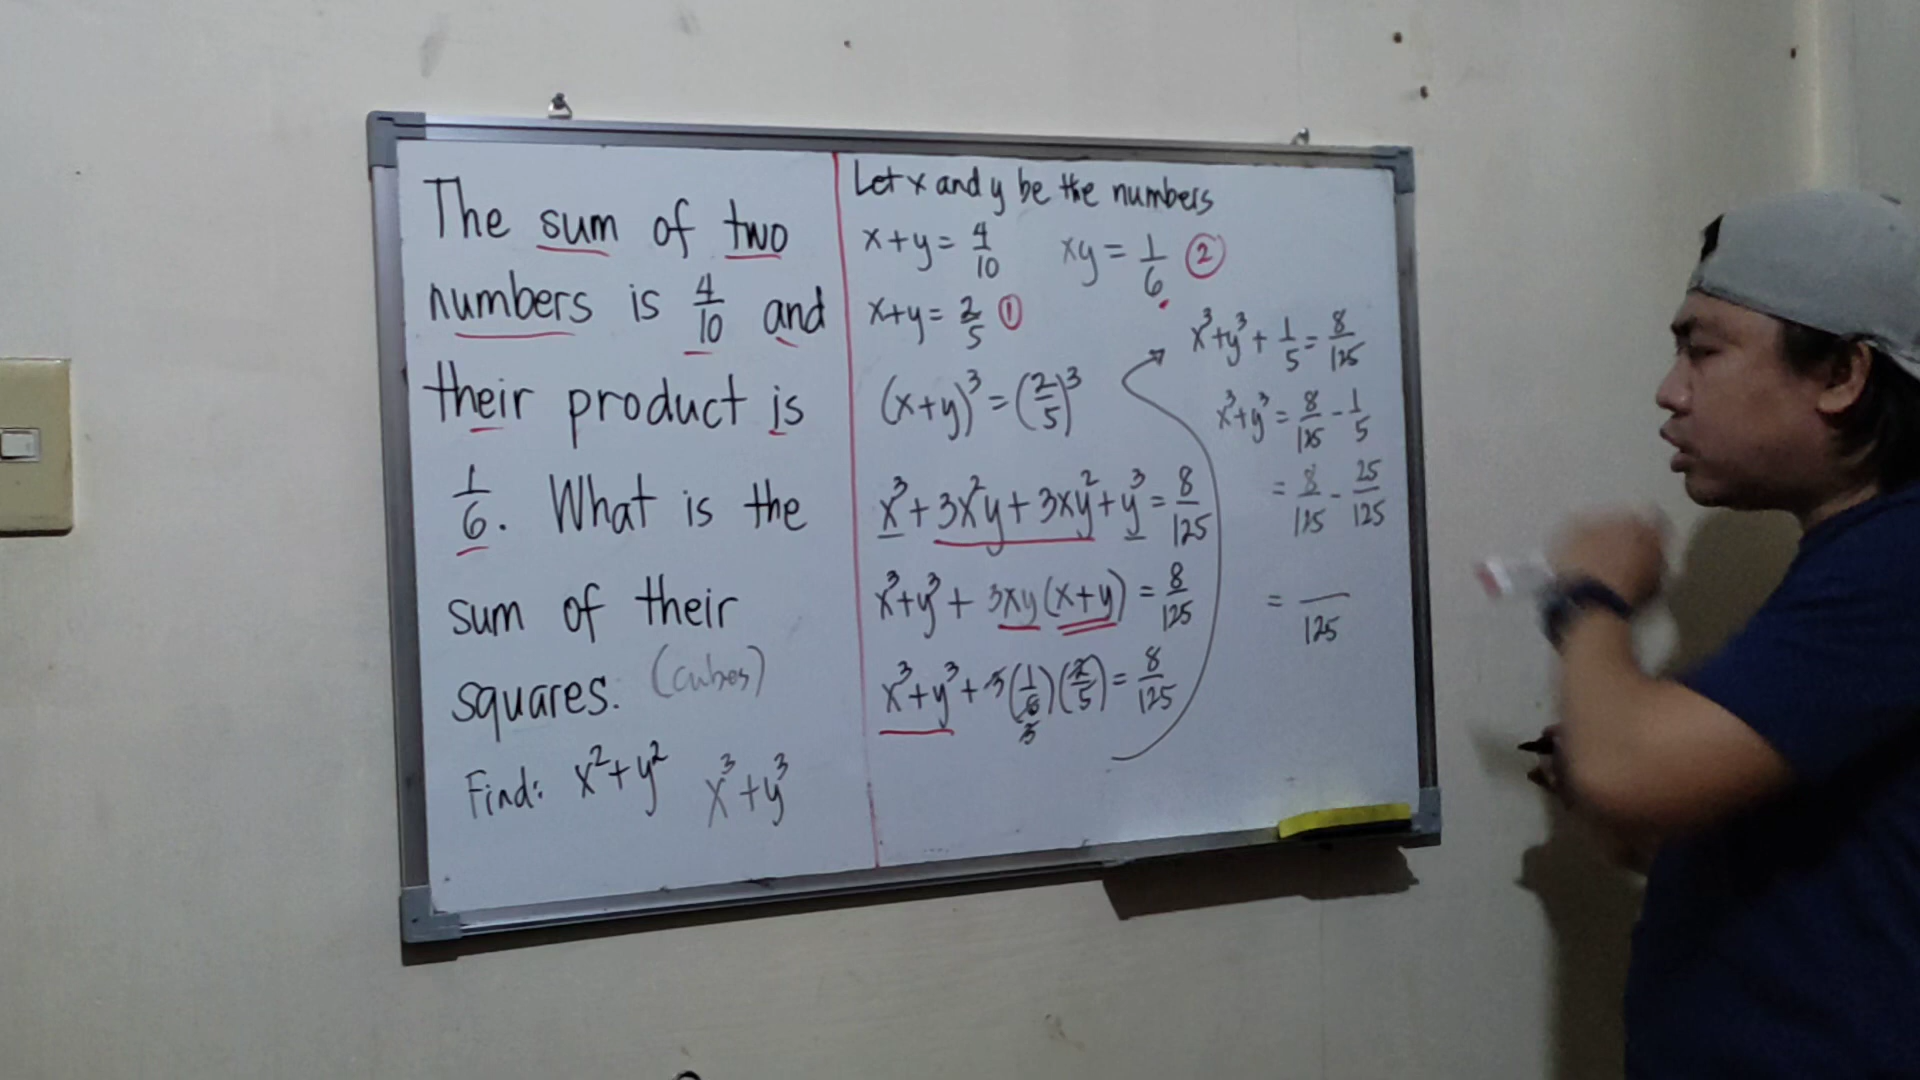 The sum of two
numbers is 4/10 and
their product is
1/6. What is the
sum of their
squares. (cubes)
Find: x²+y² x³+y³
Let x and y be the numbers
x+y = 4/10 xy = 1/6 ②
x+y = 2/5 ①
(x+y)³ = (2/5)³
x³+3x²y+3xy²+y³ = 8/125
x³+y³+3xy(x+y) = 8/125
x³+y³+3(1/6)(2/5) = 8/125
3
x³+y³+1/5 = 8/125
x³+y³ = 8/125 - 1/5
= 8/125 - 25/125
= /125